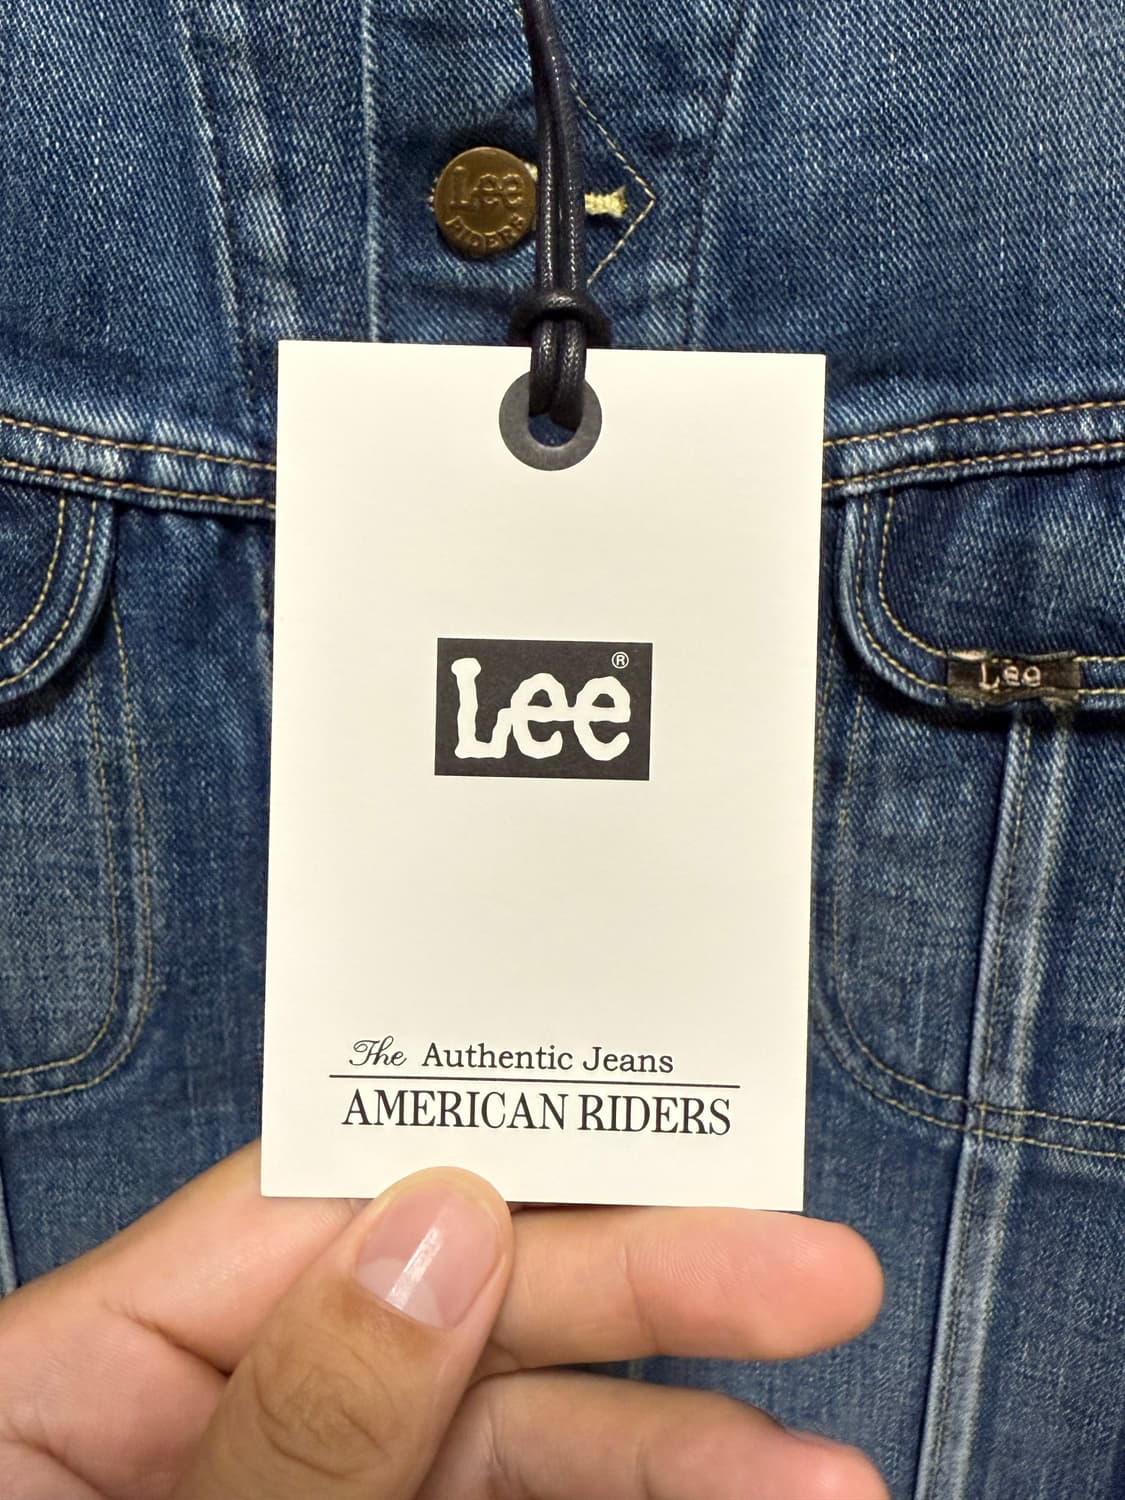 Lee
RIDERS
Lee®
Lee
The Authentic Jeans
AMERICAN RIDERS